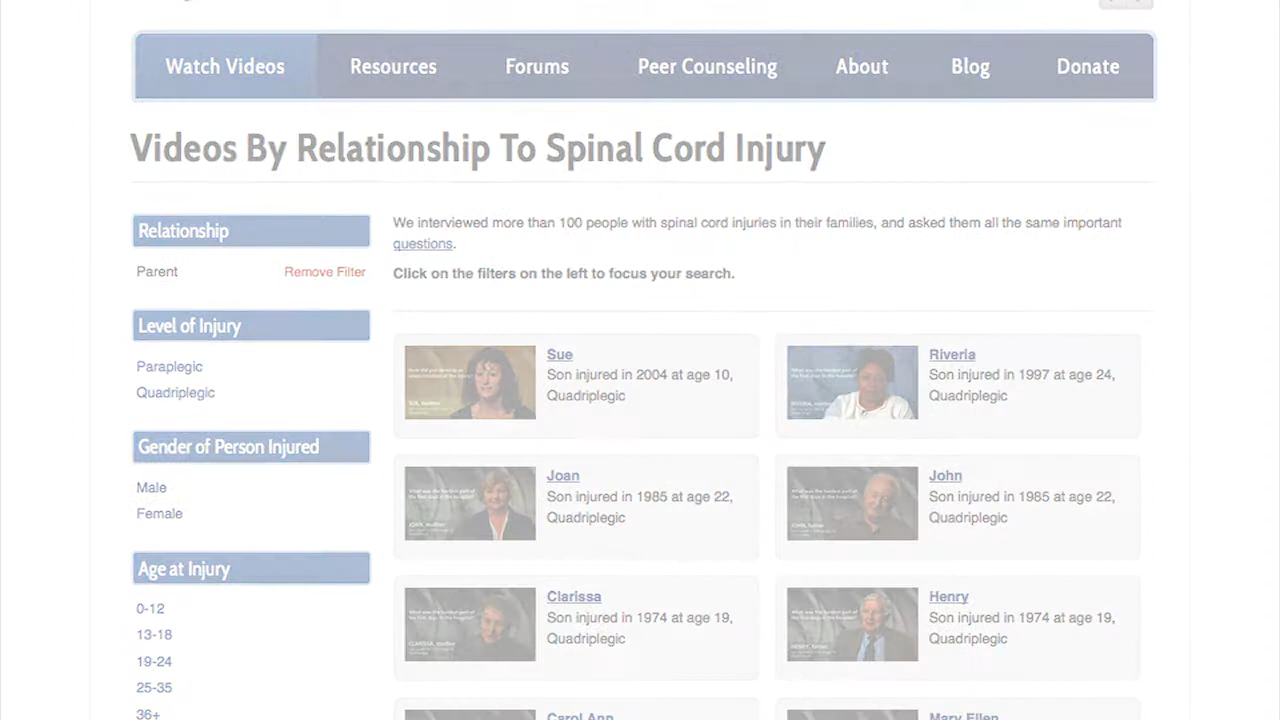 Watch Videos Resources Forums Peer Counseling About Blog Donate
Videos By Relationship To Spinal Cord Injury
Relationship
Parent Remove Filter
Level of Injury
Paraplegic
Quadriplegic
Gender of Person Injured
Male
Female
Age at Injury
0-12
13-18
19-24
25-35
36+
We interviewed more than 100 people with spinal cord injuries in their families, and asked them all the same important
questions.
Click on the filters on the left to focus your search.
Sue
Son injured in 2004 at age 10,
Quadriplegic
Riveria
Son injured in 1997 at age 24,
Quadriplegic
Joan
Son injured in 1985 at age 22,
Quadriplegic
John
Son injured in 1985 at age 22,
Quadriplegic
Clarissa
Son injured in 1974 at age 19,
Quadriplegic
Henry
Son injured in 1974 at age 19,
Quadriplegic
Carol Ann
Mary Ellen